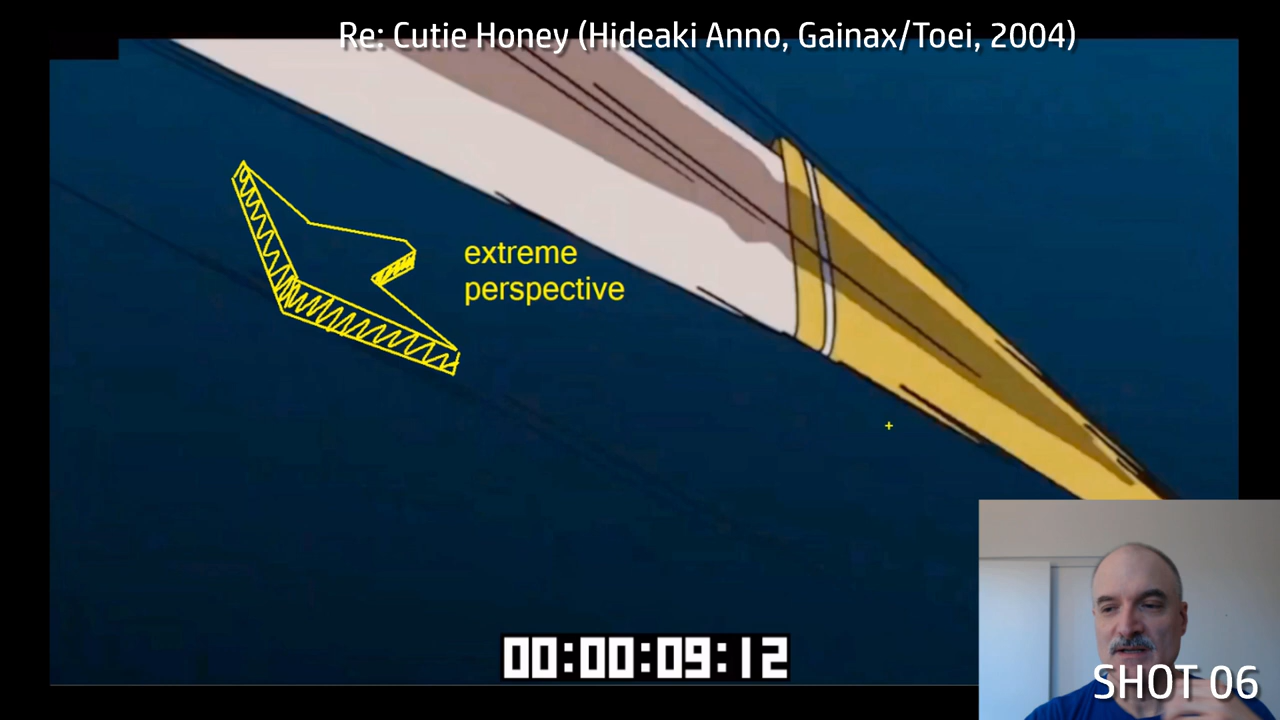 Re: Cutie Honey (Hideaki Anno, Gainax/Toei, 2004)
extreme
perspective
00:00:09:12
SHOT 06